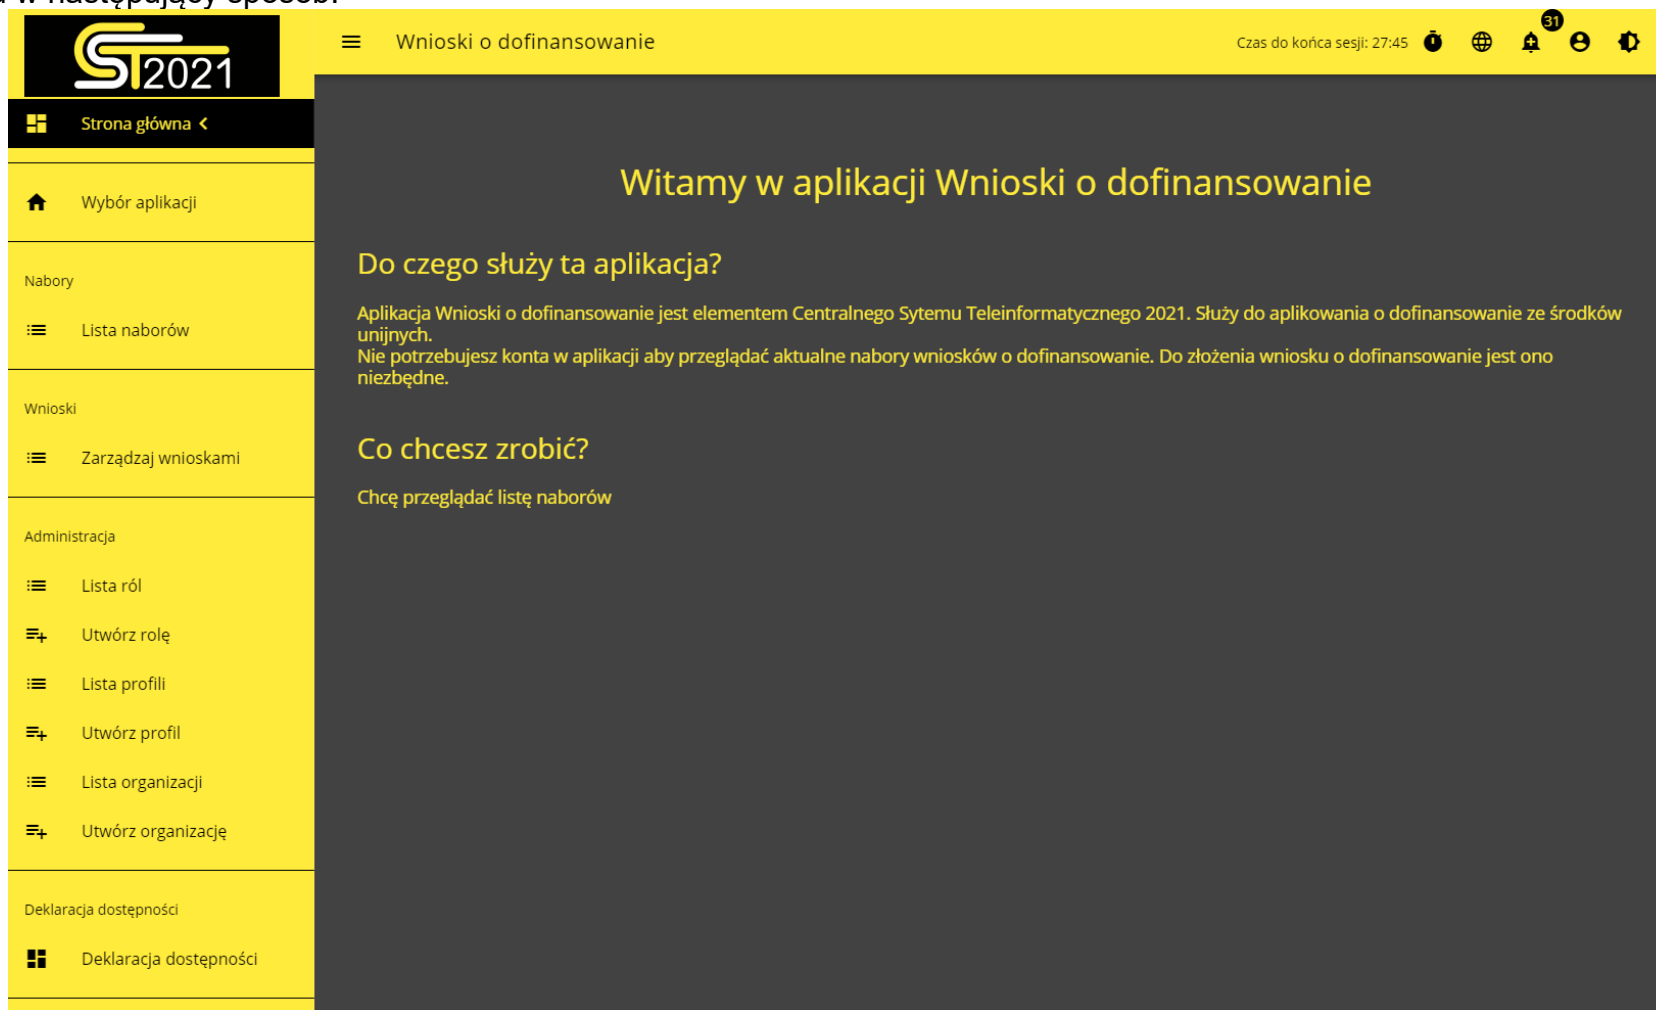 w następujący sposób:
ST2021
Wnioski o dofinansowanie
Czas do końca sesji: 27:45
31
Strona główna
Wybór aplikacji
Nabory
Lista naborów
Wnioski
Zarządzaj wnioskami
Administracja
Lista ról
Utwórz rolę
Lista profili
Utwórz profil
Lista organizacji
Utwórz organizację
Deklaracja dostępności
Deklaracja dostępności
Witamy w aplikacji Wnioski o dofinansowanie
Do czego służy ta aplikacja?
Aplikacja Wnioski o dofinansowanie jest elementem Centralnego Sytemu Teleinformatycznego 2021. Służy do aplikowania o dofinansowanie ze środków
unijnych.
Nie potrzebujesz konta w aplikacji aby przeglądać aktualne nabory wniosków o dofinansowanie. Do złożenia wniosku o dofinansowanie jest ono
niezbędne.
Co chcesz zrobić?
Chcę przeglądać listę naborów